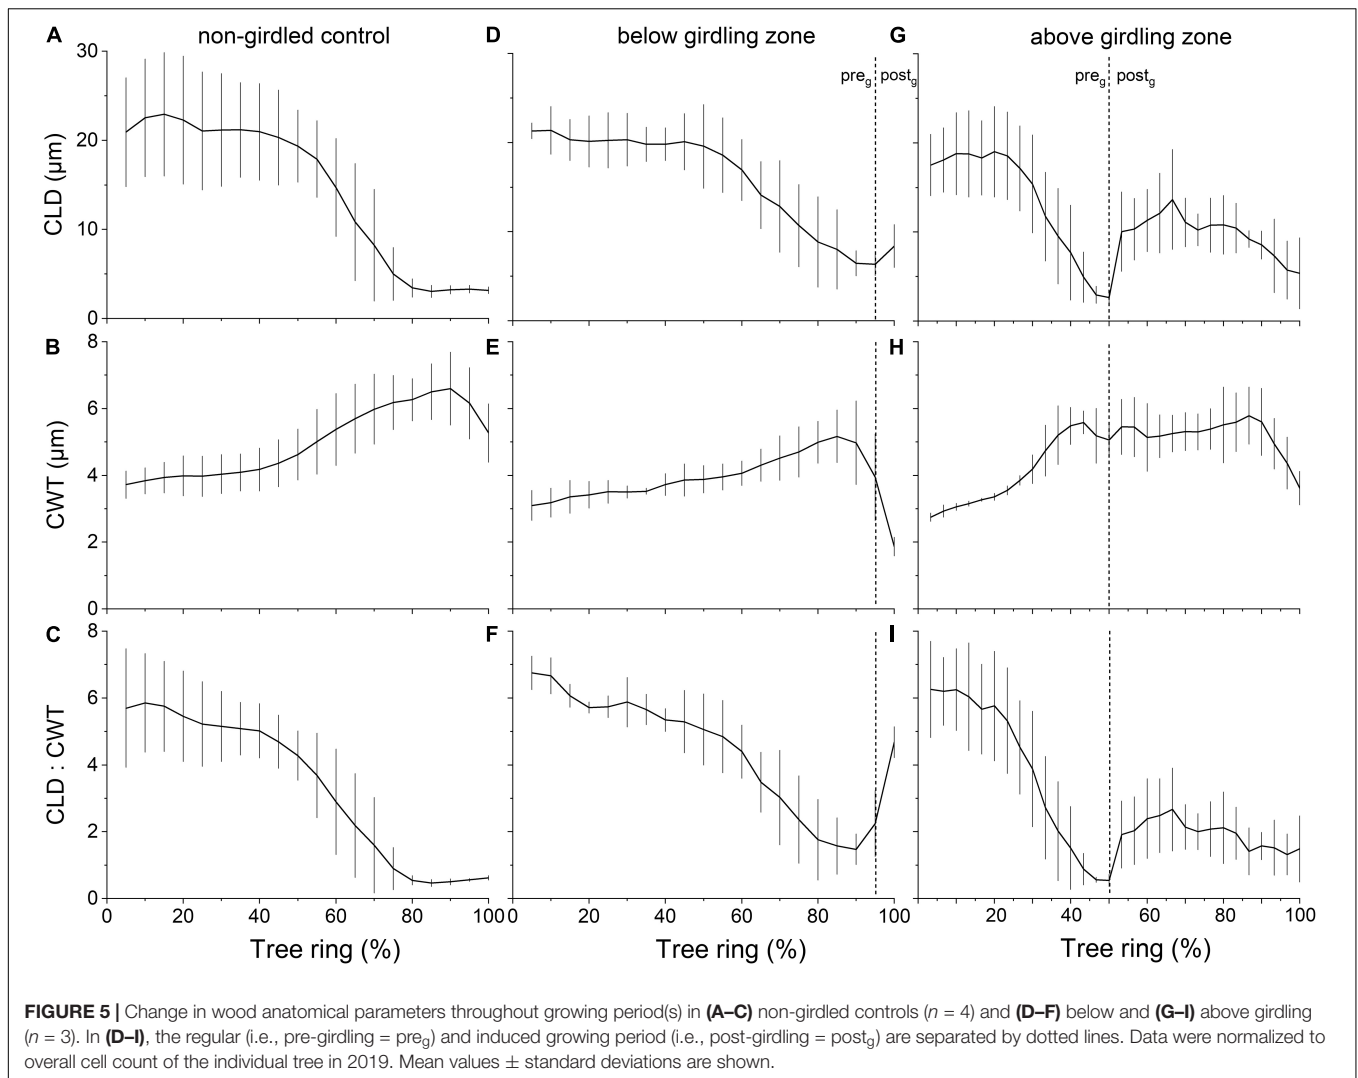 A non-girdled control D below girdling zone G above girdling zone
pre_g post_g pre_g post_g
30
20
10
0
CLD (µm)
B E H
8
6
4
2
0
CWT (µm)
C F I
8
6
4
2
0
CLD : CWT
0 20 40 60 80 100 0 20 40 60 80 100 20 40 60 80 100
Tree ring (%) Tree ring (%) Tree ring (%)
FIGURE 5 | Change in wood anatomical parameters throughout growing period(s) in (A–C) non-girdled controls (n = 4) and (D–F) below and (G–I) above girdling
(n = 3). In (D–I), the regular (i.e., pre-girdling = pre_g) and induced growing period (i.e., post-girdling = post_g) are separated by dotted lines. Data were normalized to
overall cell count of the individual tree in 2019. Mean values ± standard deviations are shown.